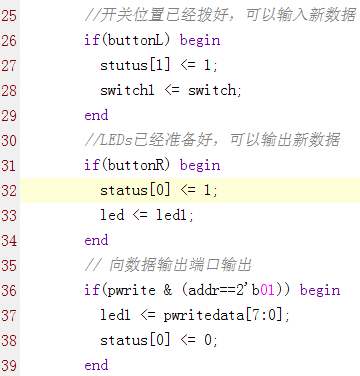 25 //开关位置已经拨好，可以输入新数据
26 if(buttonL) begin
27 stutus[1] <= 1;
28 switch1 <= switch;
29 end
30 //LEDs已经准备好，可以输出新数据
31 if(buttonR) begin
32 status[0] <= 1;
33 led <= led1;
34 end
35 // 向数据输出端口输出
36 if(pwrite & (addr==2'b01)) begin
37 led1 <= pwritedata[7:0];
38 status[0] <= 0;
39 end